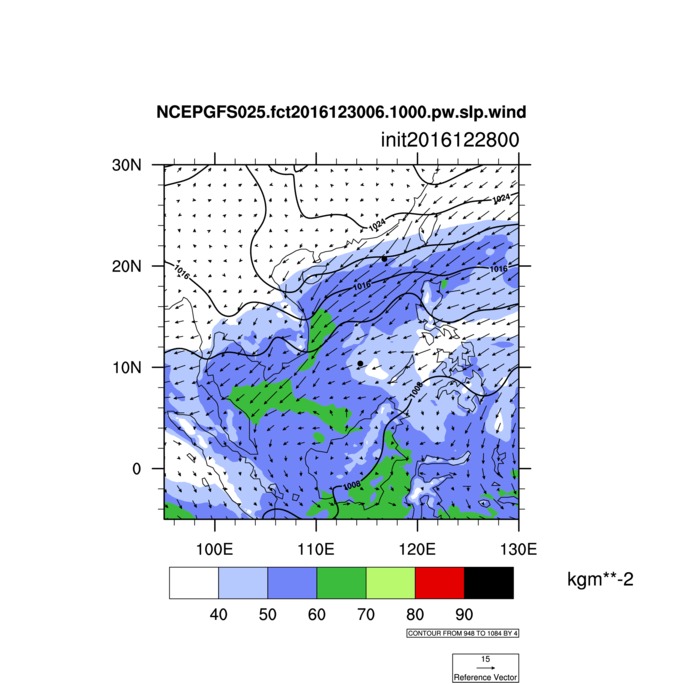 NCEPGFS025.fct2016123006.1000.pw.slp.wind
init2016122800
30N
1024
1024
20N
1016
1016
1016
10N
1008
0
1008
100E
110E
120E
130E
kgm**-2
40
50
60
70
80
90
CONTOUR FROM 948 TO 1084 BY 4
15
Reference Vector